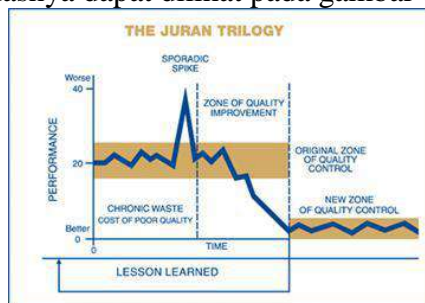 dapat dilihat pada gambar
THE JURAN TRILOGY
SPORADIC
SPIKE
Worse
40
ZONE OF QUALITY
IMPROVEMENT
ORIGINAL ZONE
OF QUALITY
CONTROL
20
PERFORMANCE
CHRONIC WASTE
COST OF POOR QUALITY
NEW ZONE
OF QUALITY CONTROL
Better
0
0
TIME
LESSON LEARNED